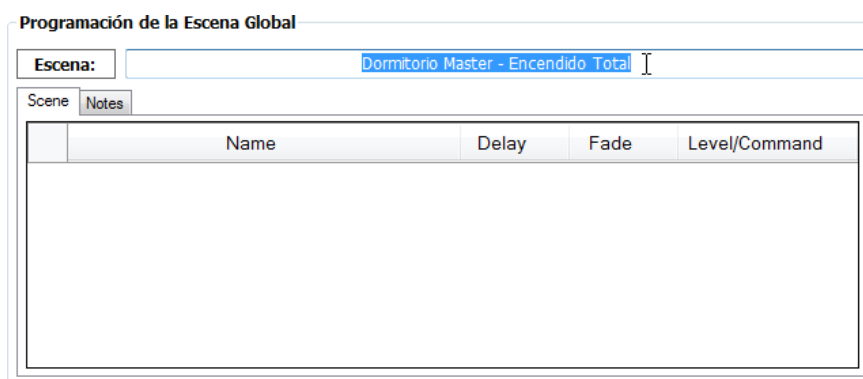 Programación de la Escena Global
Escena: Dormitorio Master - Encendido Total
Scene Notes
Name Delay Fade Level/Command